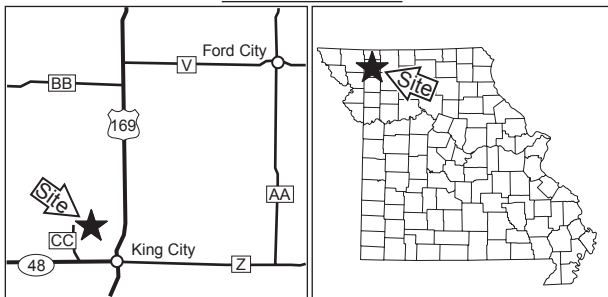 Ford City
V
BB
169
AA
Site
CC
King City
48
Z
Site